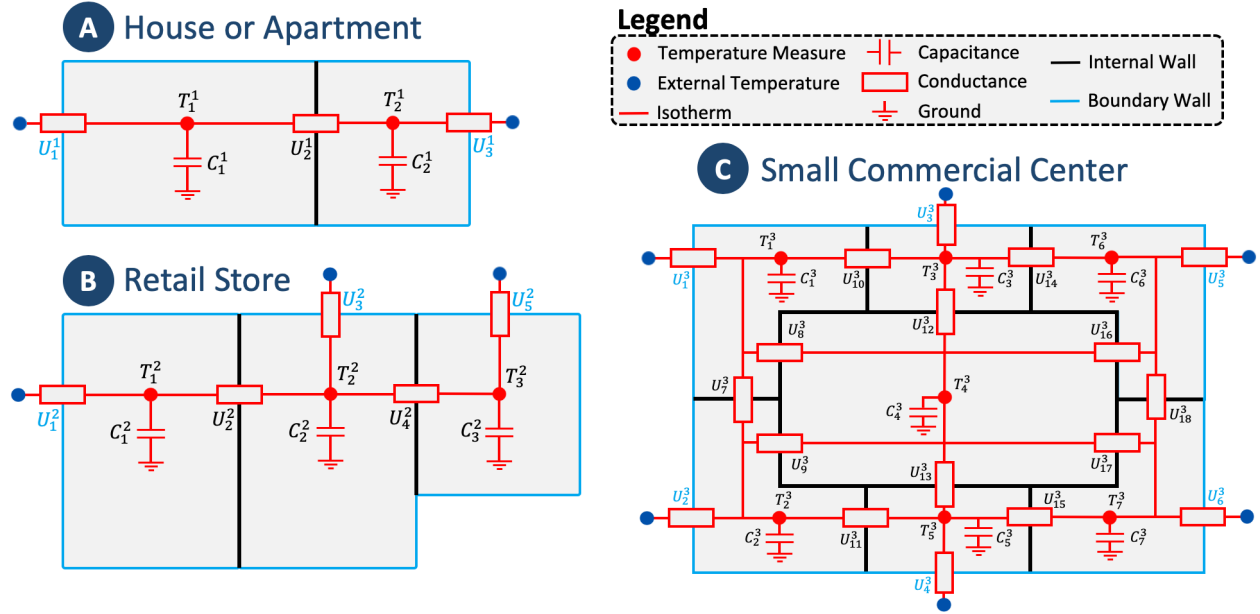 A House or Apartment
T₁¹
T₂¹
U₁¹
U₂¹
U₃¹
C₁¹
C₂¹
Legend
Temperature Measure
Capacitance
Internal Wall
External Temperature
Conductance
Boundary Wall
Isotherm
Ground
B Retail Store
U₃²
U₅²
T₁²
T₂²
T₃²
U₁²
U₂²
U₄²
C₁²
C₂²
C₃²
C Small Commercial Center
U₃³
T₁³
T₆³
U₁³
C₁³
U₁₀³
T₃³
C₃³
U₁₄³
C₆³
U₅³
U₈³
U₁₂³
U₁₆³
U₇³
T₄³
C₄³
U₁₈³
U₉³
U₁₃³
U₁₇³
U₂³
T₂³
U₁₅³
T₇³
U₆³
C₂³
U₁₁³
T₅³
C₅³
C₇³
U₄³